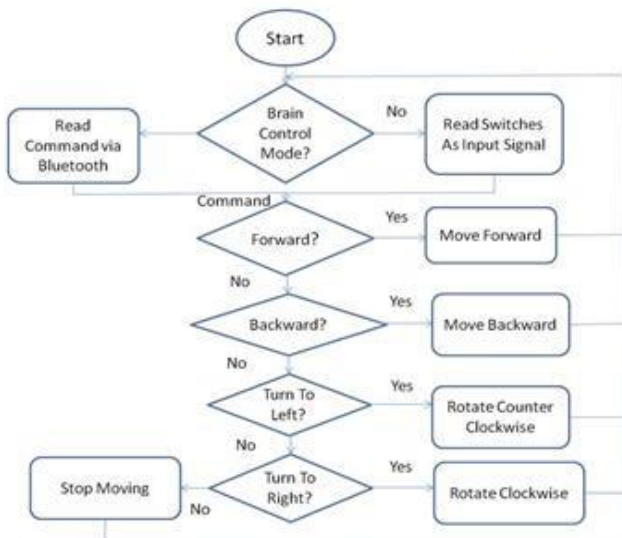 Start
Brain
Control
Mode?
No
Read
Command via
Bluetooth
Read Switches
As Input Signal
Command
Forward?
Yes
Move Forward
No
Backward?
Yes
Move Backward
No
Turn To
Left?
Yes
Rotate Counter
Clockwise
No
Turn To
Right?
Yes
Rotate Clockwise
No
Stop Moving